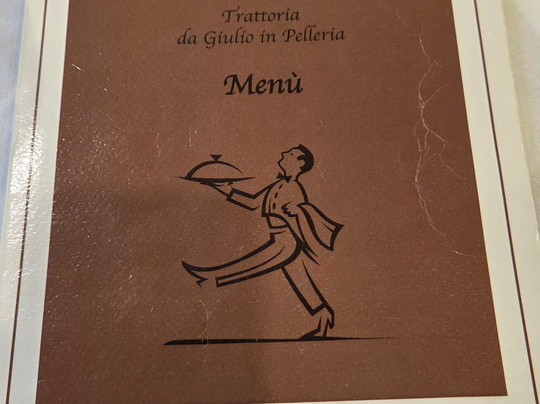 Trattoria
da Giulio in Pelleria
Menù